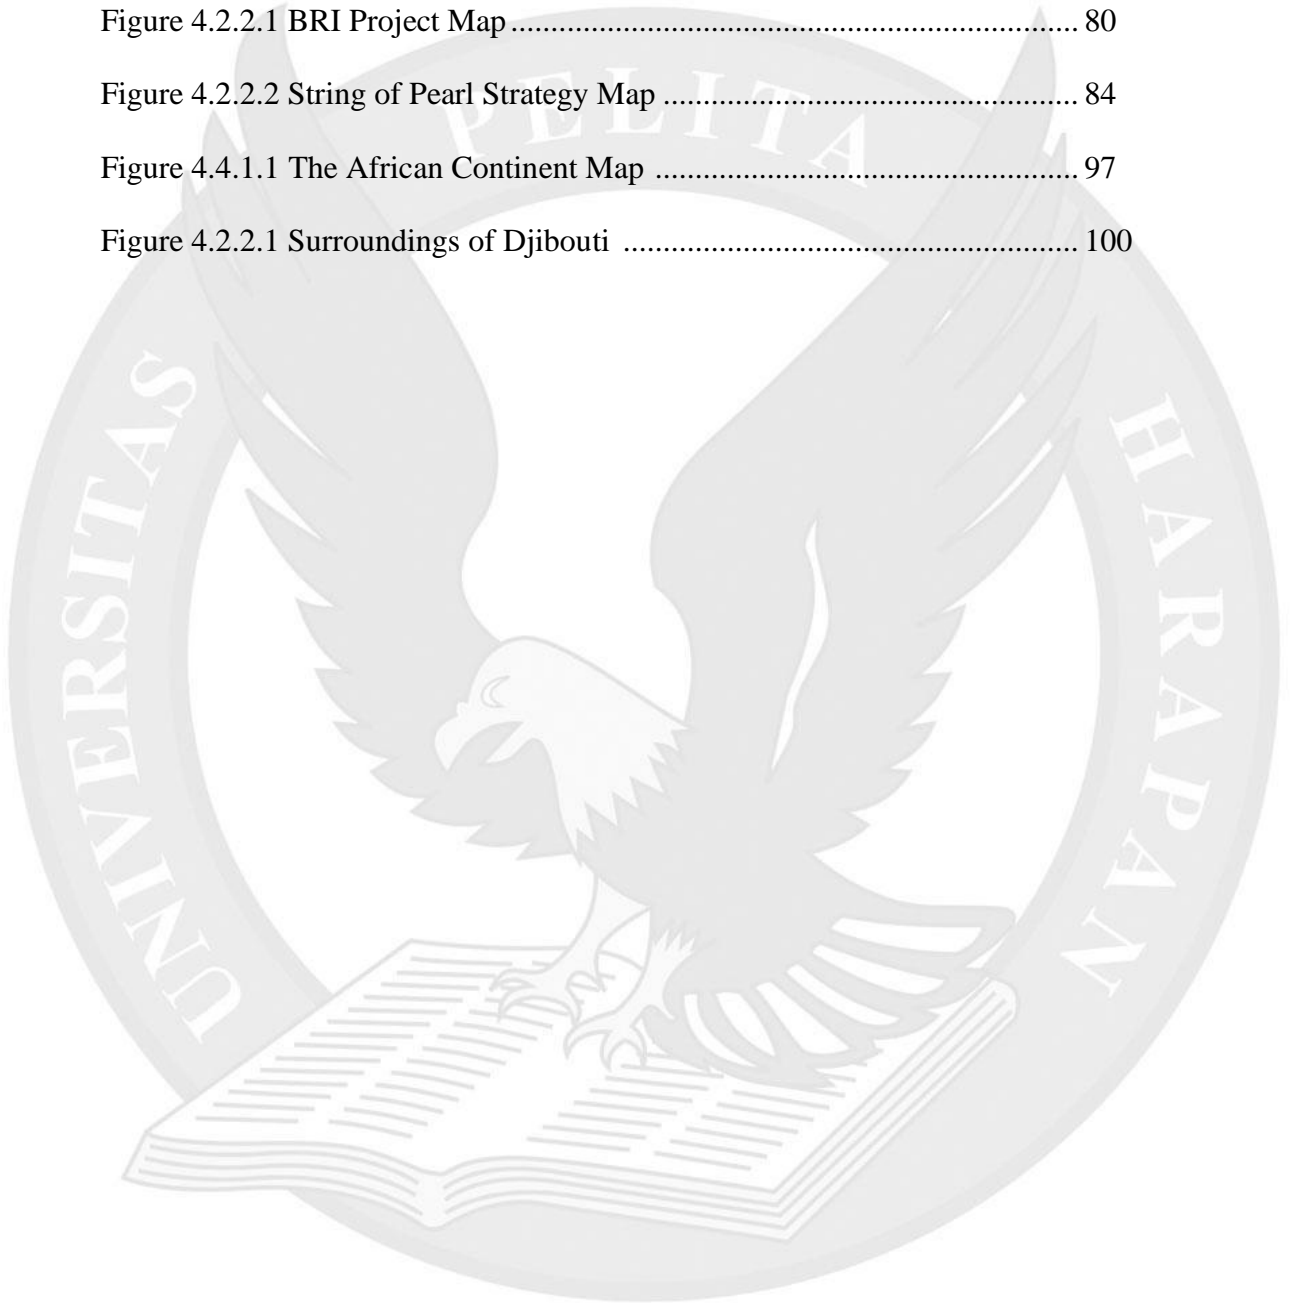 Figure 4.2.2.1 BRI Project Map ....................................................................... 80
Figure 4.2.2.2 String of Pearl Strategy Map .................................................... 84
Figure 4.4.1.1 The African Continent Map ..................................................... 97
Figure 4.2.2.1 Surroundings of Djibouti ......................................................... 100
UNIVERSITAS PELITA HARAPAN